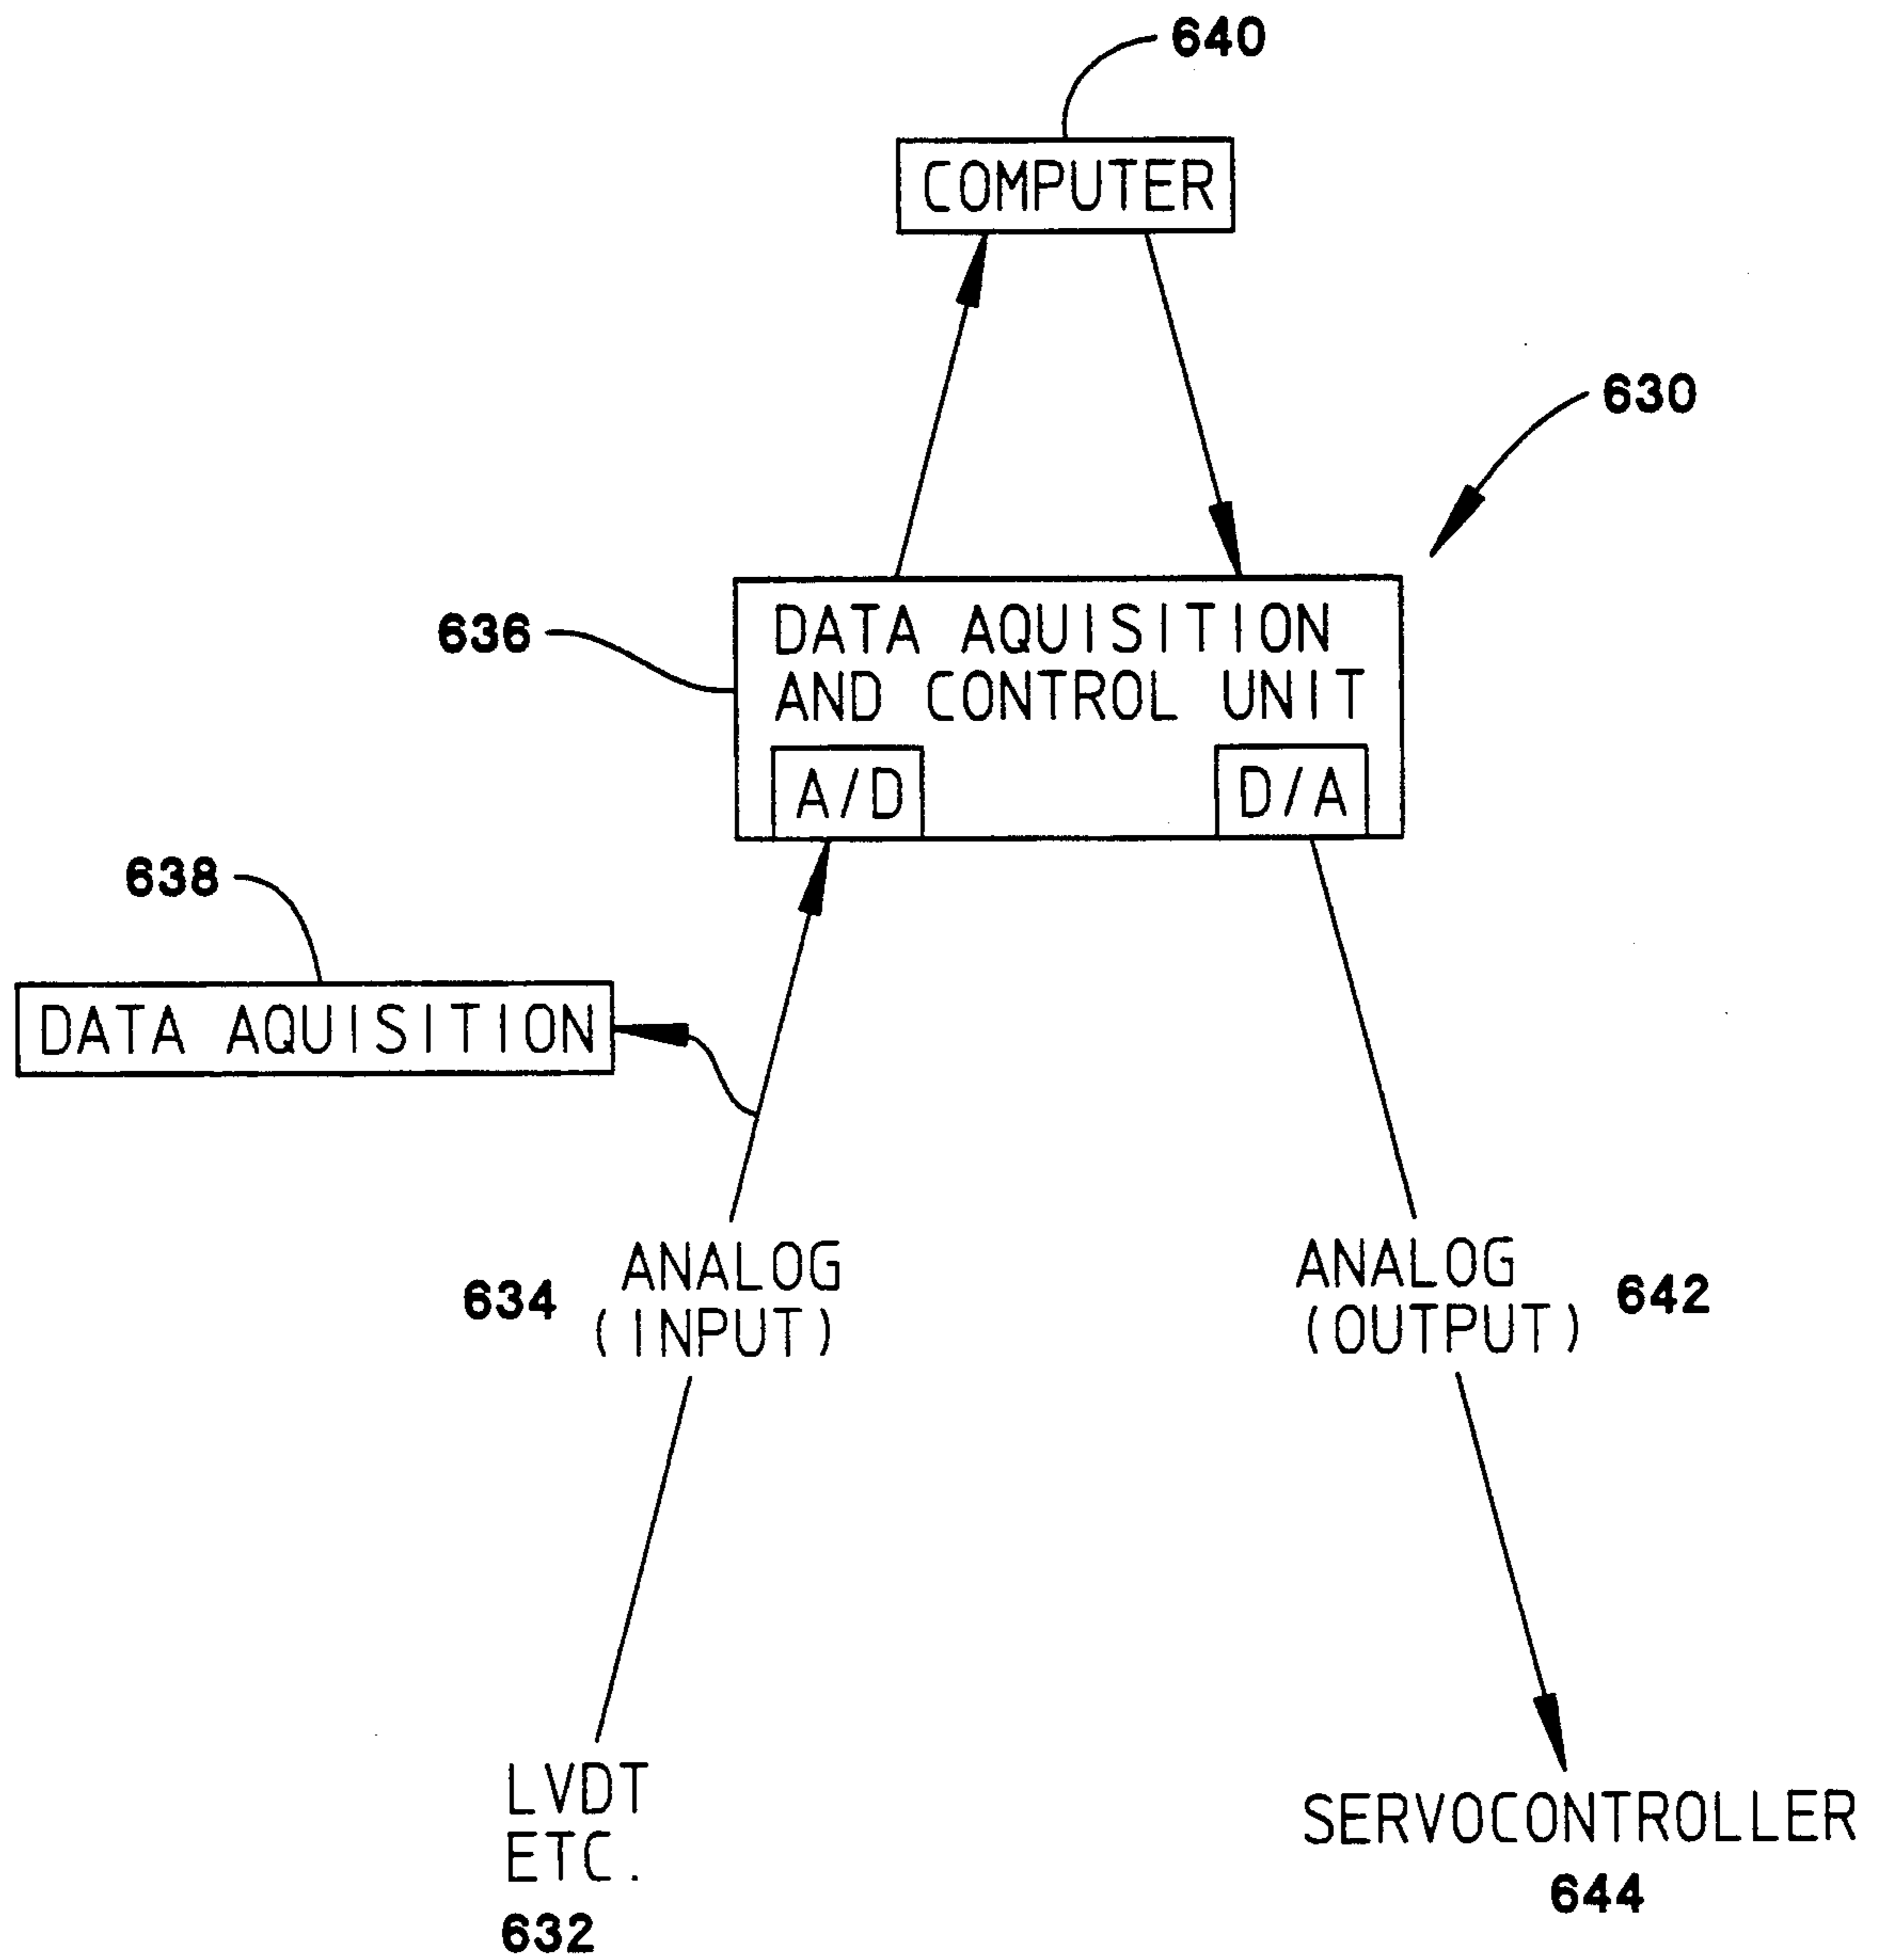 640
COMPUTER
630
636
DATA AQUISITION
AND CONTROL UNIT
A/D
D/A
638
DATA AQUISITION
634
ANALOG
(INPUT)
ANALOG
(OUTPUT)
642
LVDT
ETC.
632
SERVOCONTROLLER
644